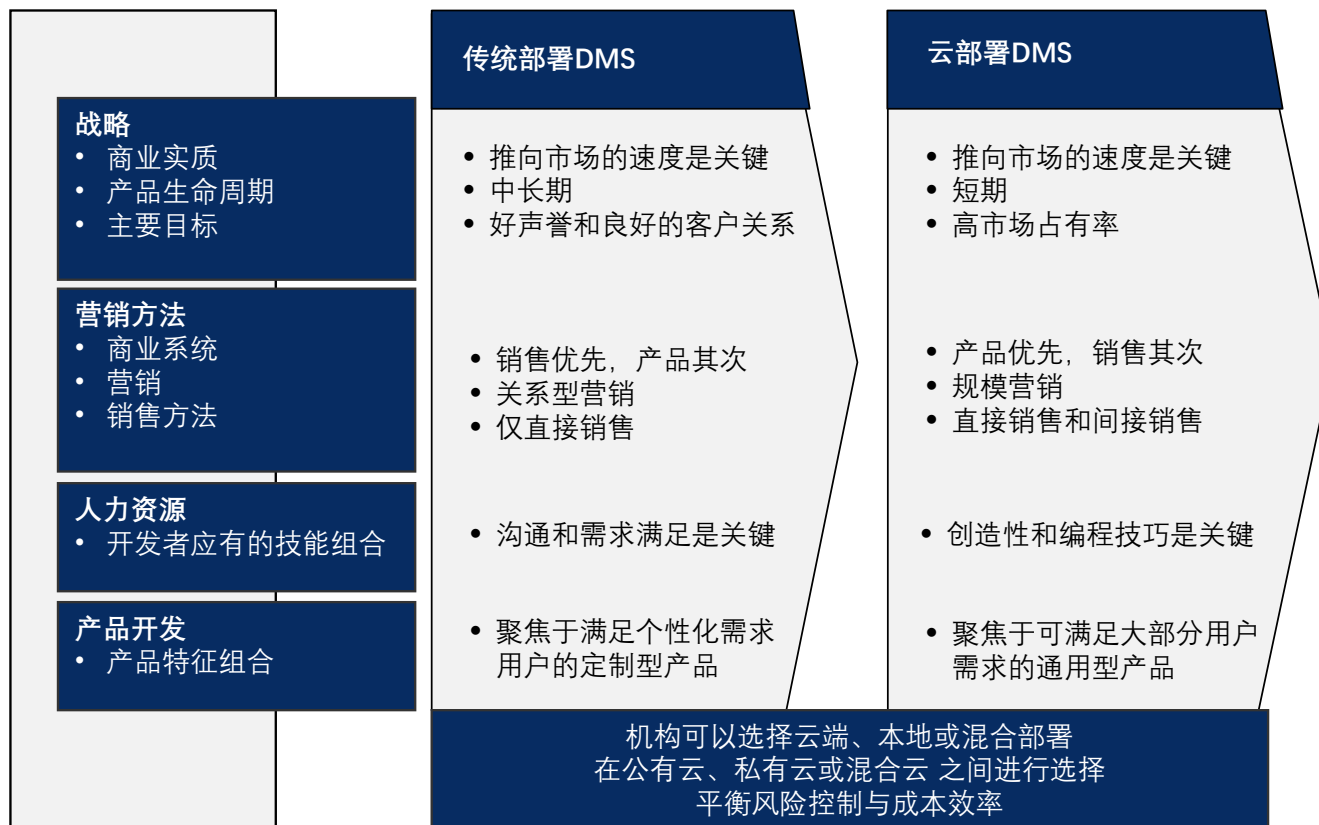 传统部署DMS
云部署DMS
战略
• 商业实质
• 产品生命周期
• 主要目标
• 推向市场的速度是关键
• 中长期
• 好声誉和良好的客户关系
• 推向市场的速度是关键
• 短期
• 高市场占有率
营销方法
• 商业系统
• 营销
• 销售方法
• 销售优先，产品其次
• 关系型营销
• 仅直接销售
• 产品优先，销售其次
• 规模营销
• 直接销售和间接销售
人力资源
• 开发者应有的技能组合
• 沟通和需求满足是关键
• 创造性和编程技巧是关键
产品开发
• 产品特征组合
• 聚焦于满足个性化需求
用户的定制型产品
• 聚焦于可满足大部分用户
需求的通用型产品
机构可以选择云端、本地或混合部署
在公有云、私有云或混合云 之间进行选择
平衡风险控制与成本效率